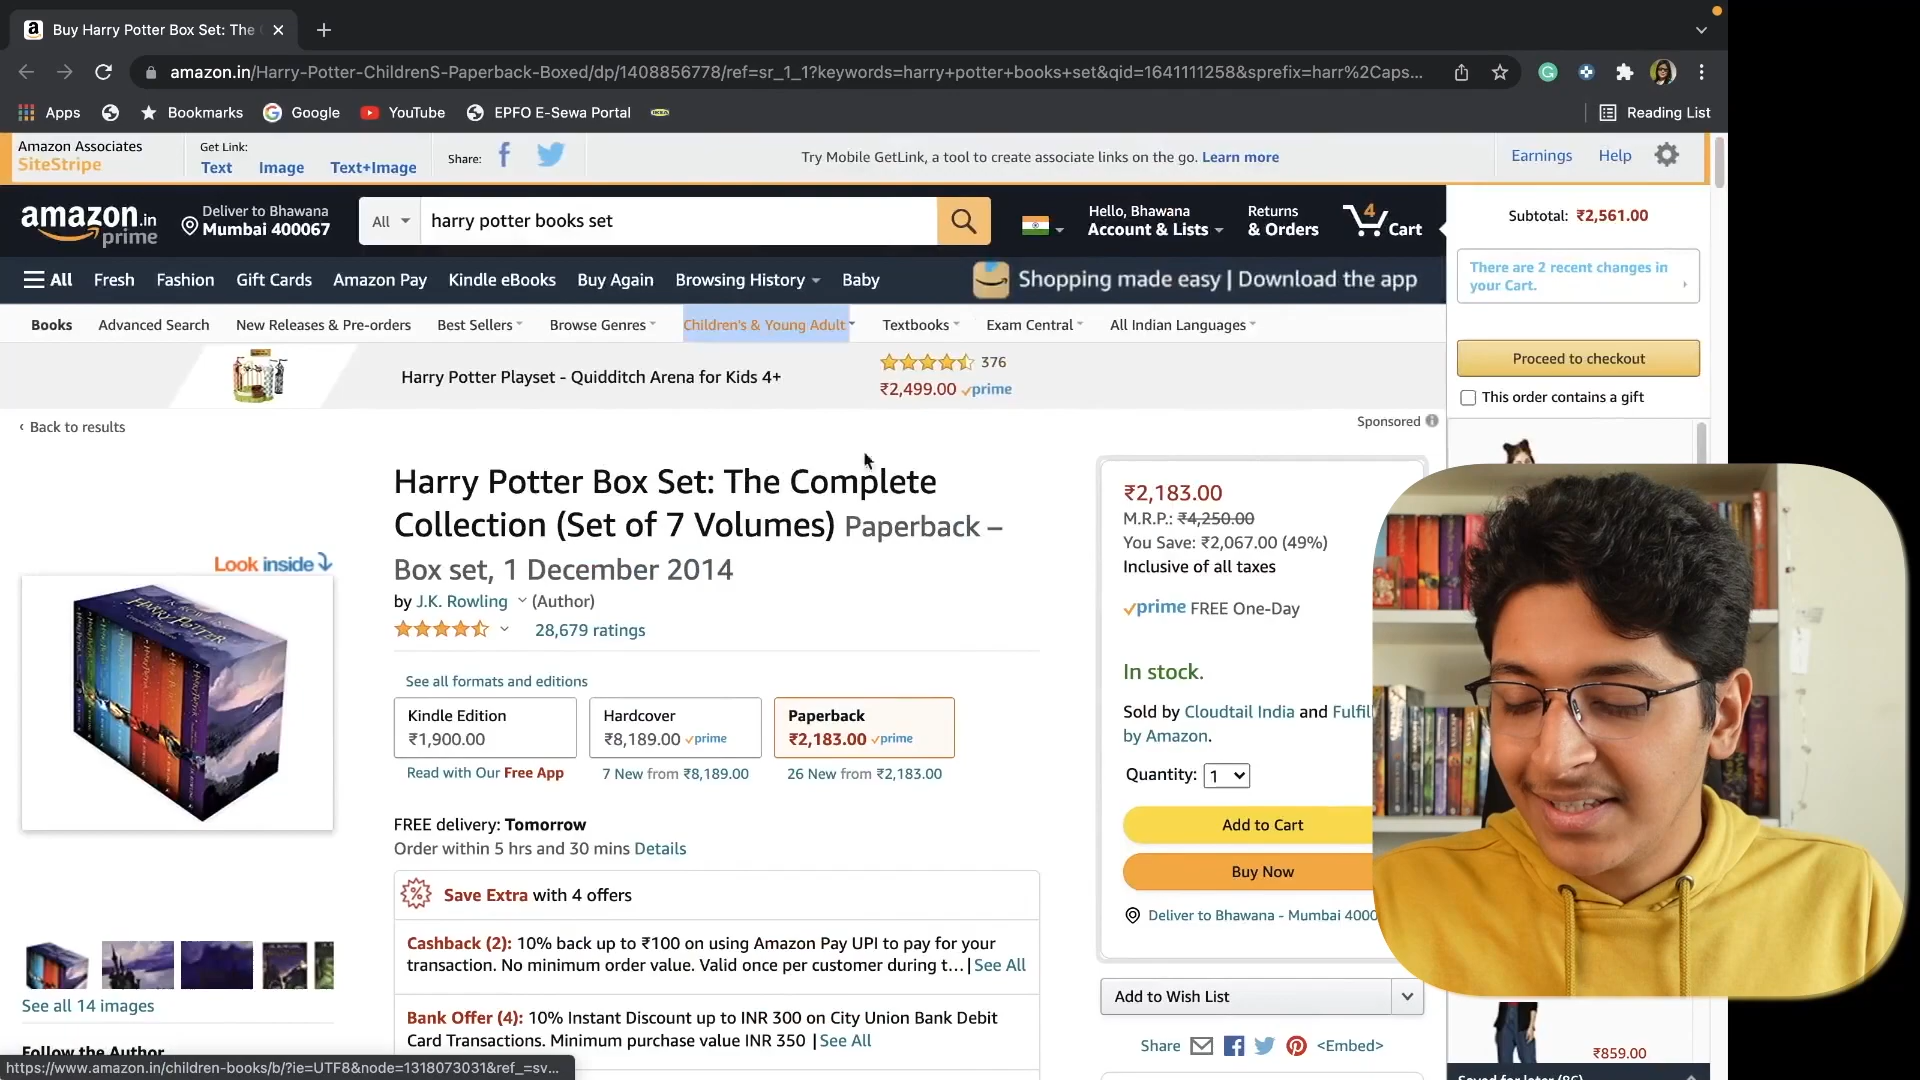 Buy Harry Potter Box Set: The
amazon.in/Harry-Potter-ChildrenS-Paperback-Boxed/dp/1408856778/ref=sr_1_1?keywords=harry+potter+books+set&qid=1641111258&sprefix=harr%2Caps...
Apps
Bookmarks
Google
YouTube
EPFO E-Sewa Portal
Reading List
Amazon Associates
SiteStripe
Get Link:
Text Image Text+Image
Share:
Try Mobile GetLink, a tool to create associate links on the go. Learn more
Earnings Help
amazon.in
prime
Deliver to Bhawana
Mumbai 400067
All
harry potter books set
Hello, Bhawana
Account & Lists
Returns
& Orders
4
Cart
Subtotal: ₹2,561.00
There are 2 recent changes in
your Cart.
Proceed to checkout
This order contains a gift
All Fresh Fashion Gift Cards Amazon Pay Kindle eBooks Buy Again Browsing History Baby
Shopping made easy | Download the app
Books Advanced Search New Releases & Pre-orders Best Sellers Browse Genres Children's & Young Adult Textbooks Exam Central All Indian Languages
Harry Potter Playset - Quidditch Arena for Kids 4+
376
₹2,499.00 prime
‹ Back to results
Sponsored
Harry Potter Box Set: The Complete
Collection (Set of 7 Volumes) Paperback –
Box set, 1 December 2014
by J.K. Rowling (Author)
28,679 ratings
Look inside
HARRY POTTER
See all formats and editions
Kindle Edition
₹1,900.00
Read with Our Free App
Hardcover
₹8,189.00 prime
7 New from ₹8,189.00
Paperback
₹2,183.00 prime
26 New from ₹2,183.00
FREE delivery: Tomorrow
Order within 5 hrs and 30 mins Details
Save Extra with 4 offers
Cashback (2): 10% back up to ₹100 on using Amazon Pay UPI to pay for your
transaction. No minimum order value. Valid once per customer during t... | See All
Bank Offer (4): 10% Instant Discount up to INR 300 on City Union Bank Debit
Card Transactions. Minimum purchase value INR 350 | See All
See all 14 images
Follow the Author
https://www.amazon.in/children-books/b/?ie=UTF8&node=1318073031&ref_=sv...
₹2,183.00
M.R.P.: ₹4,250.00
You Save: ₹2,067.00 (49%)
Inclusive of all taxes
prime FREE One-Day
In stock.
Sold by Cloudtail India and Fulfil
by Amazon.
Quantity: 1
Add to Cart
Buy Now
Deliver to Bhawana - Mumbai 4000
Add to Wish List
Share <Embed>
₹859.00
Saved for later (86)